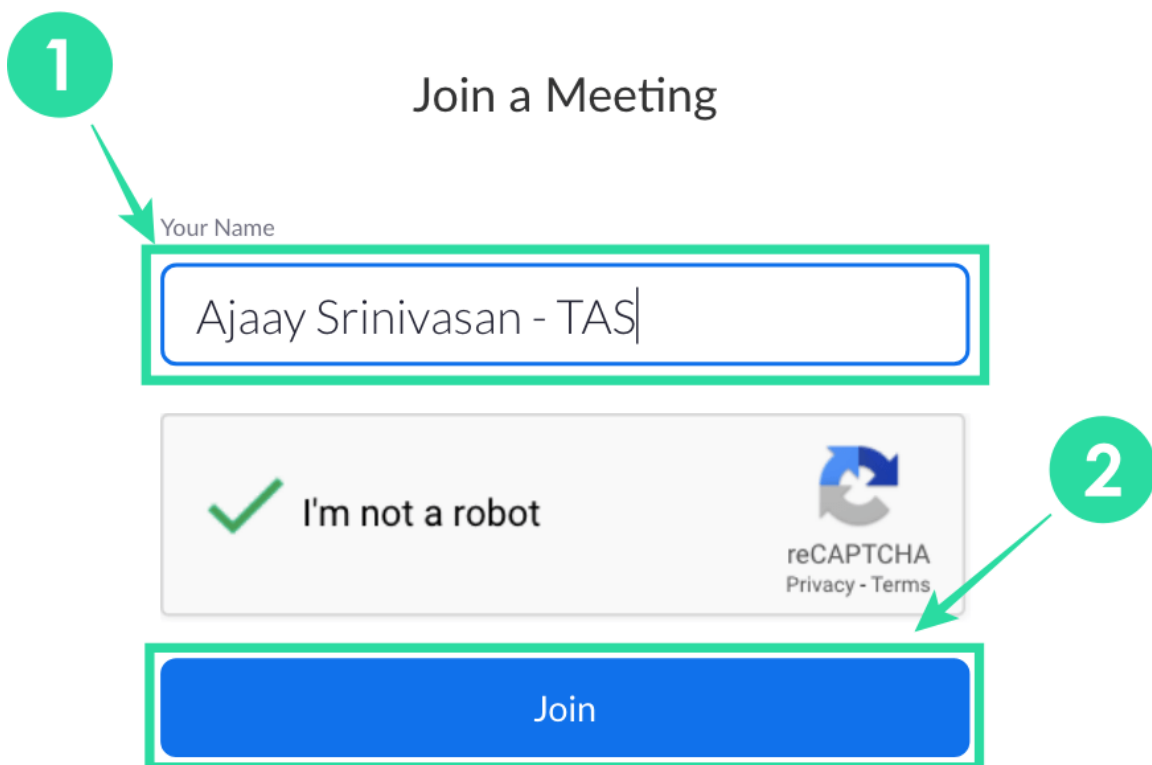 1
Join a Meeting
Your Name
Ajaay Srinivasan - TAS
I'm not a robot
2
reCAPTCHA
Privacy - Terms
Join